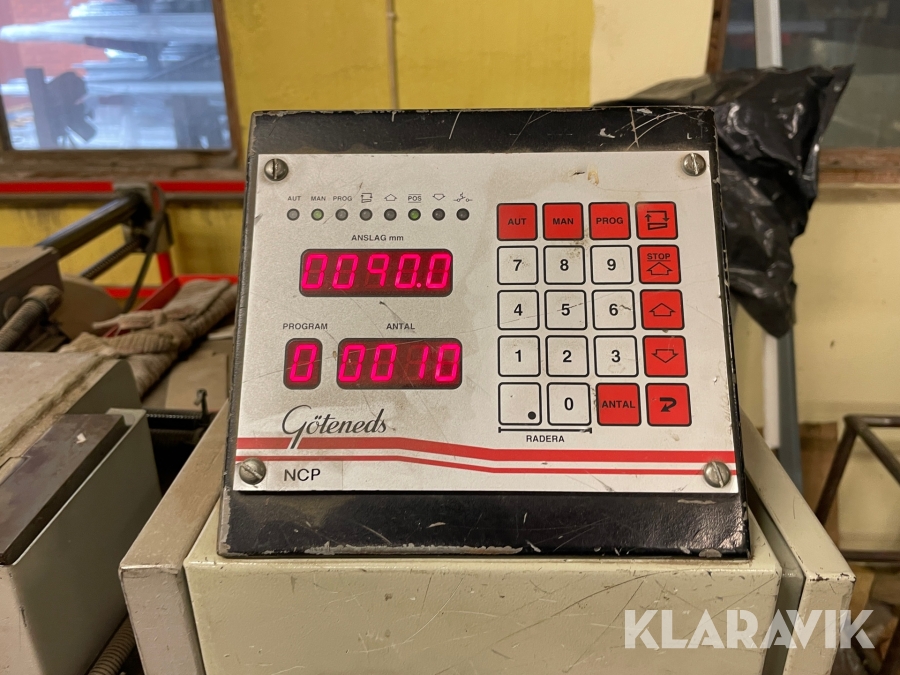 AUT MAN PROG POS
ANSLAG mm
0090.0
PROGRAM ANTAL
0 0010
Göteneds
NCP
AUT MAN PROG
7 8 9 STOP
4 5 6
1 2 3
. 0 ANTAL
RADERA
KLARAVIK